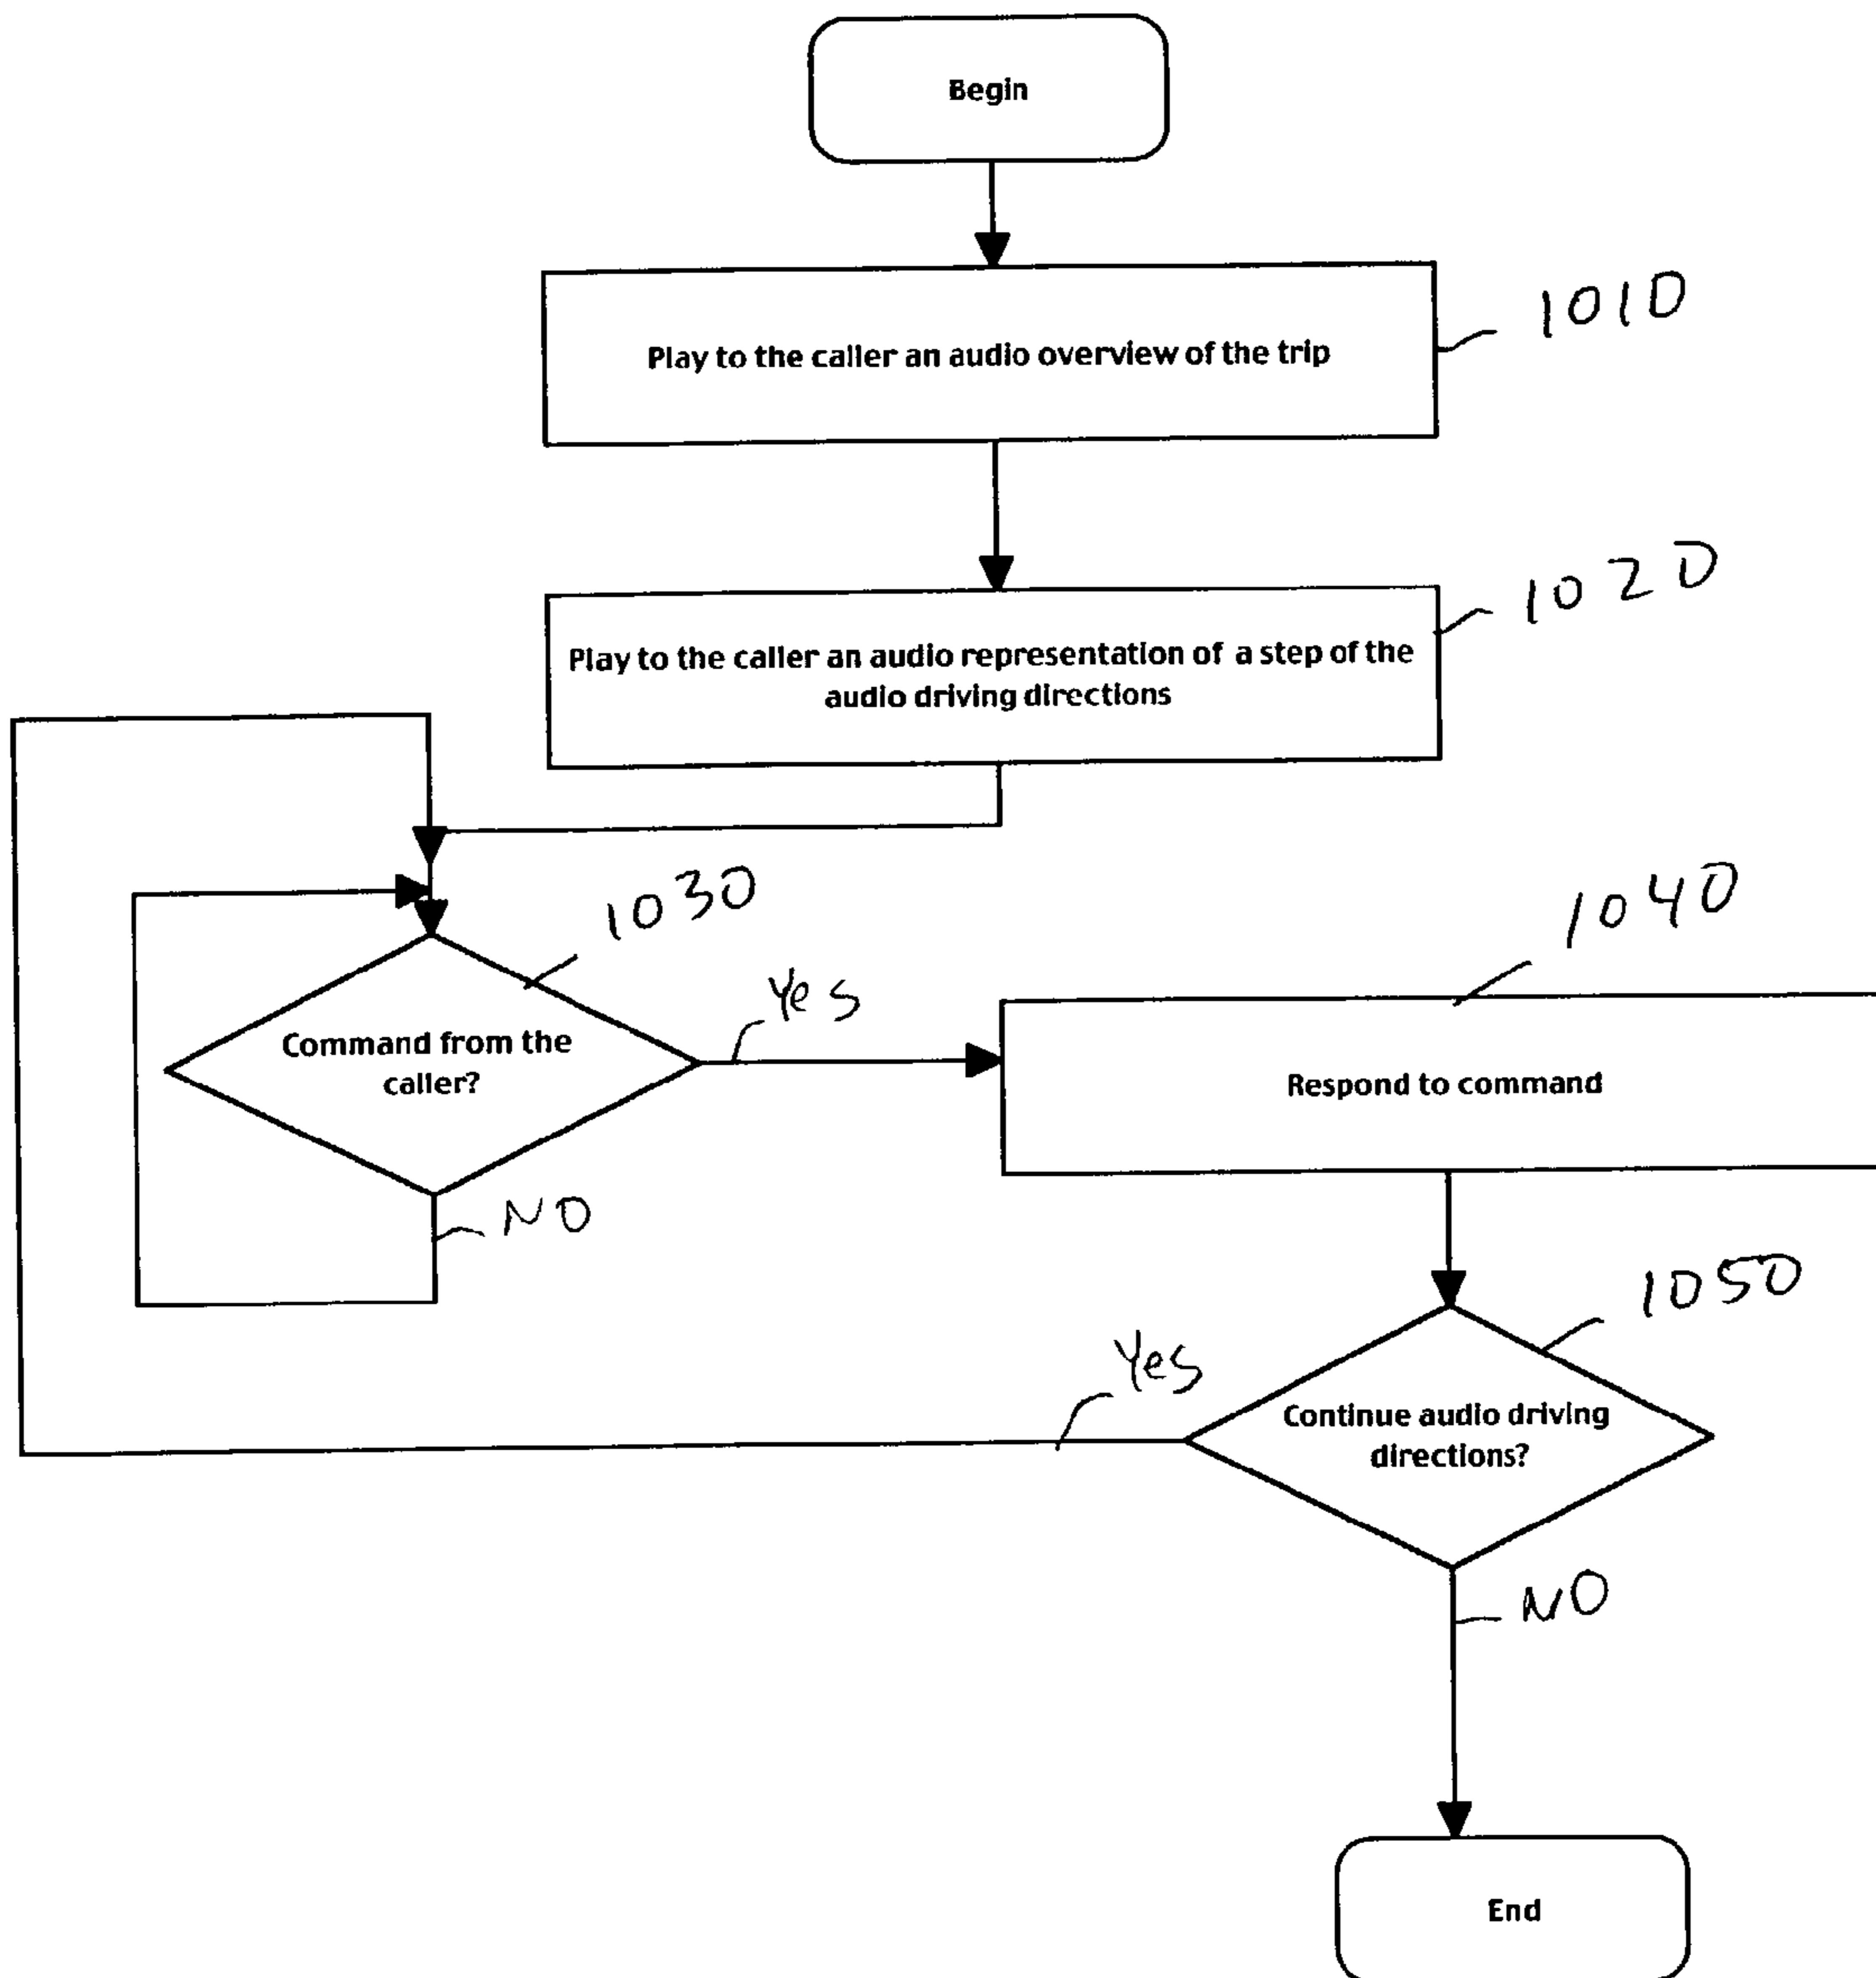 Begin
Play to the caller an audio overview of the trip
1010
Play to the caller an audio representation of a step of the
audio driving directions
1020
1030
Command from the
caller?
Yes
NO
1040
Respond to command
1050
Continue audio driving
directions?
Yes
NO
End